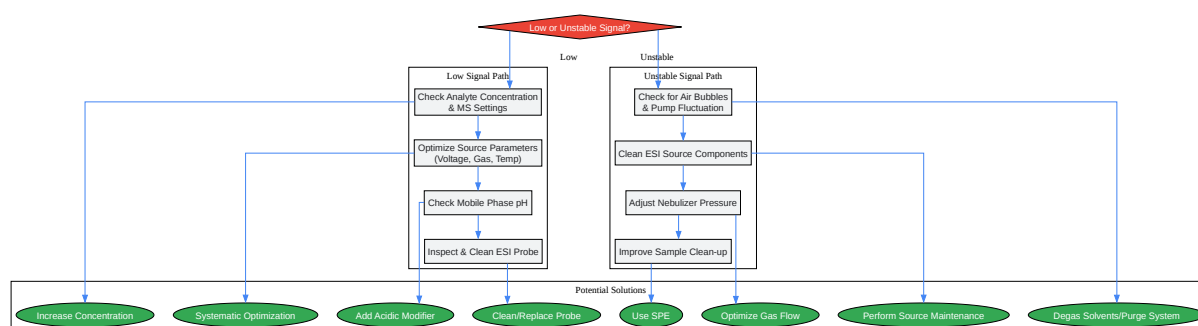 Low or Unstable Signal?
Low
Unstable
Low Signal Path
Unstable Signal Path
Check Analyte Concentration
& MS Settings
Check for Air Bubbles
& Pump Fluctuation
Optimize Source Parameters
(Voltage, Gas, Temp)
Clean ESI Source Components
Check Mobile Phase pH
Adjust Nebulizer Pressure
Inspect & Clean ESI Probe
Improve Sample Clean-up
Potential Solutions
Increase Concentration
Systematic Optimization
Add Acidic Modifier
Clean/Replace Probe
Use SPE
Optimize Gas Flow
Perform Source Maintenance
Degas Solvents/Purge System